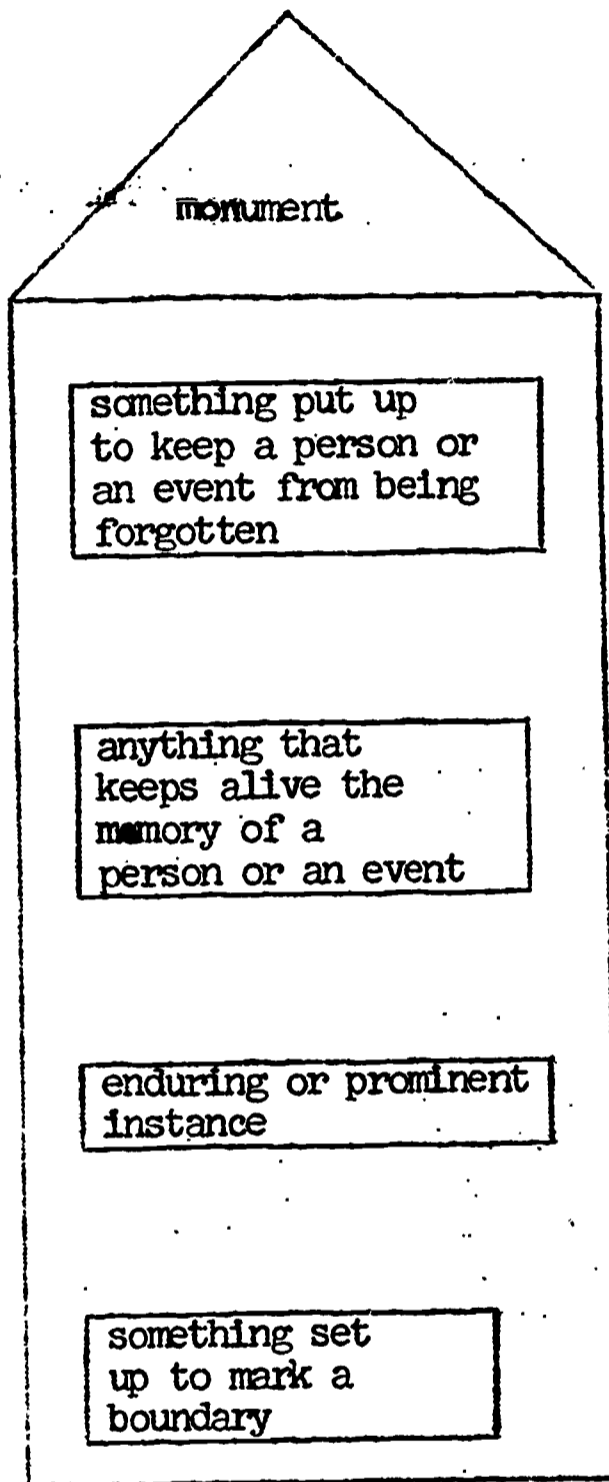 monument
something put up
to keep a person or
an event from being
forgotten
anything that
keeps alive the
memory of a
person or an event
enduring or prominent
instance
something set
up to mark a
boundary